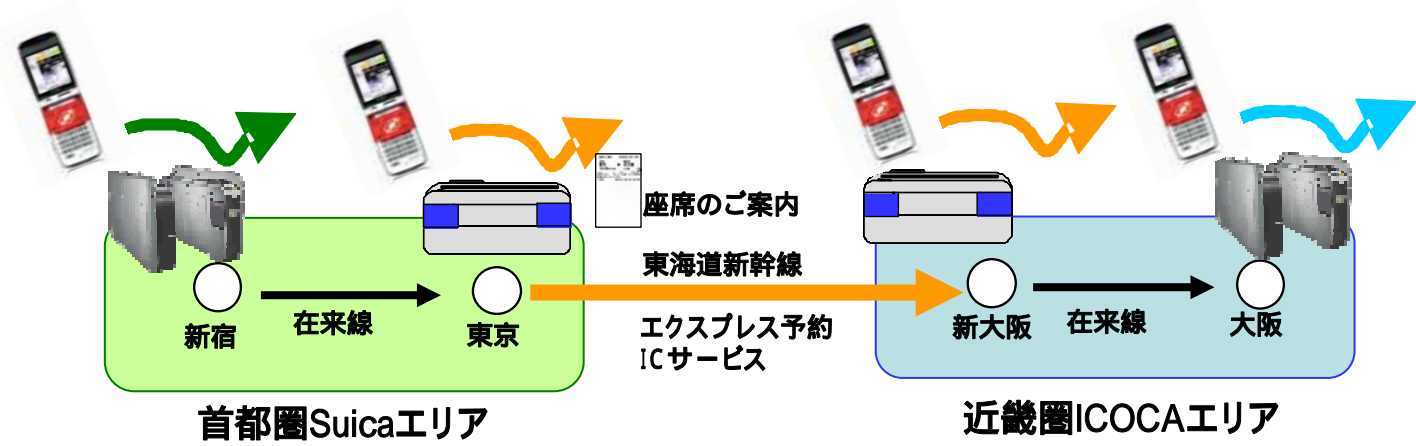 座席のご案内
東海道新幹線
エクスプレス予約
ICサービス
新宿
在来線
東京
新大阪
在来線
大阪
首都圏Suicaエリア
近畿圏ICOCAエリア